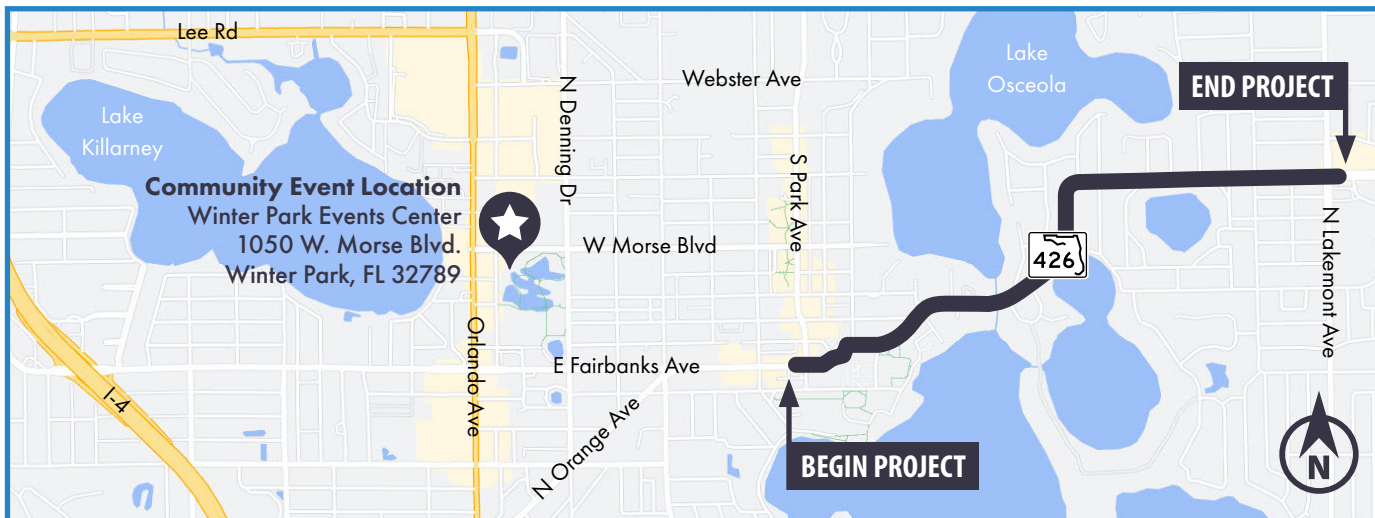 Lee Rd
Webster Ave
Lake
Osceola
END PROJECT
N Denning Dr
Lake
Killarney
S Park Ave
Community Event Location
Winter Park Events Center
1050 W. Morse Blvd.
Winter Park, FL 32789
W Morse Blvd
426
N Lakemont Ave
Orlando Ave
E Fairbanks Ave
I-4
N Orange Ave
BEGIN PROJECT
N